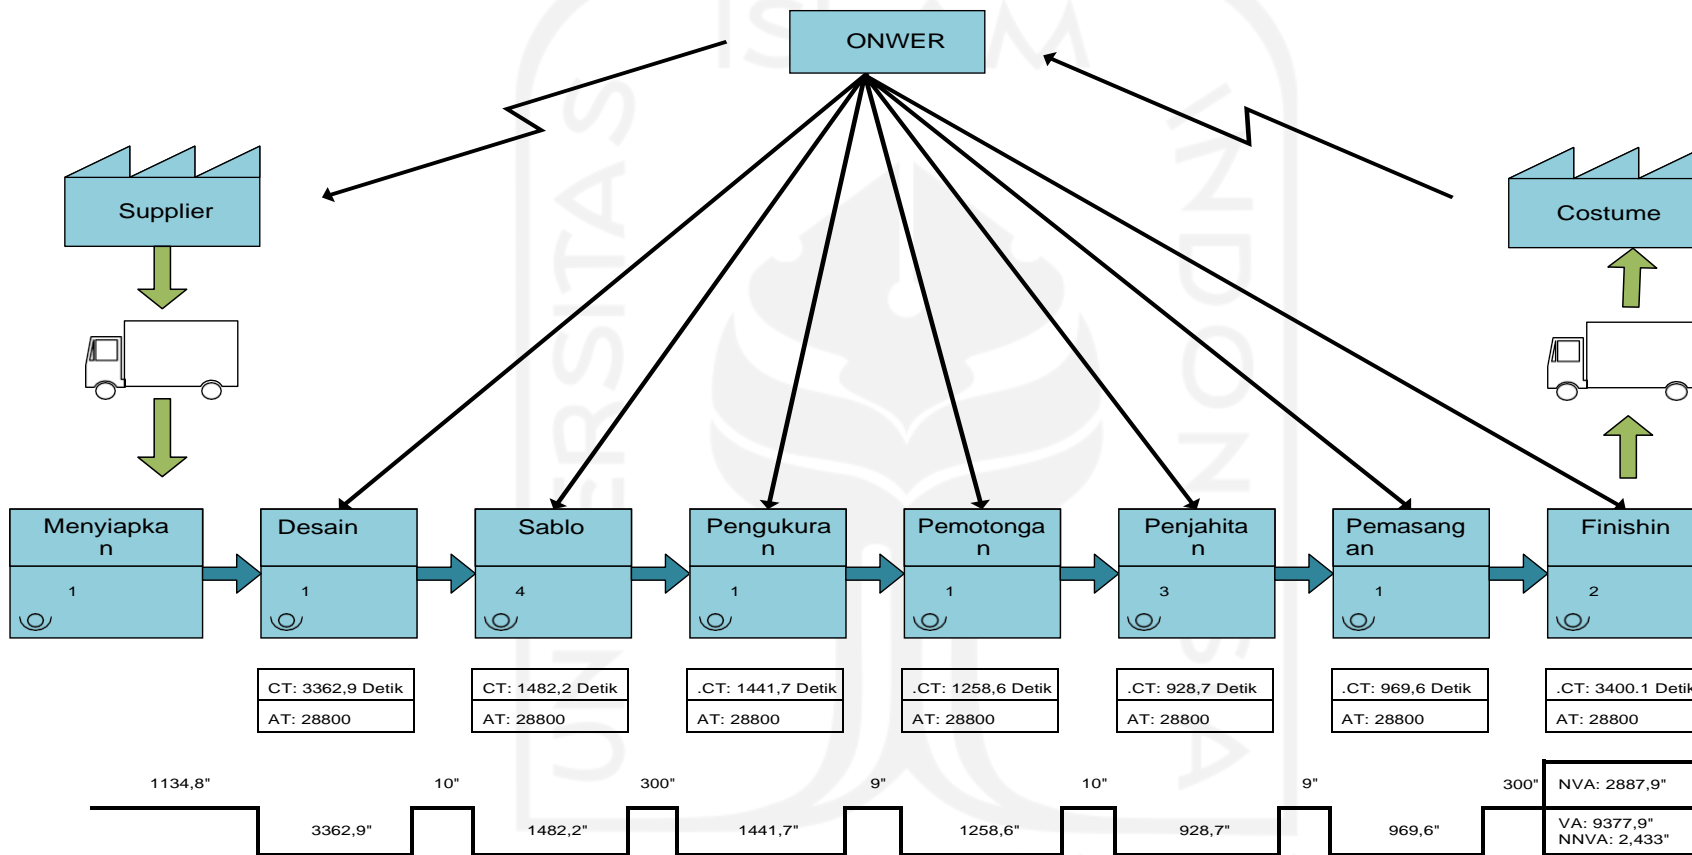 ONWER
Supplier
Costume
Menyiapka
n
Desain
Sablo
Pengukura
n
Pemotonga
n
Penjahita
n
Pemasang
an
Finishin
1
1
4
1
1
3
1
2
CT: 3362,9 Detik
CT: 1482,2 Detik
.CT: 1441,7 Detik
.CT: 1258,6 Detik
.CT: 928,7 Detik
.CT: 969,6 Detik
.CT: 3400.1 Detik
AT: 28800
AT: 28800
AT: 28800
AT: 28800
AT: 28800
AT: 28800
AT: 28800
1134,8"
10"
300"
9"
10"
9"
300"
NVA: 2887,9"
3362,9"
1482,2"
1441,7"
1258,6"
928,7"
969,6"
VA: 9377,9"
NNVA: 2,433"